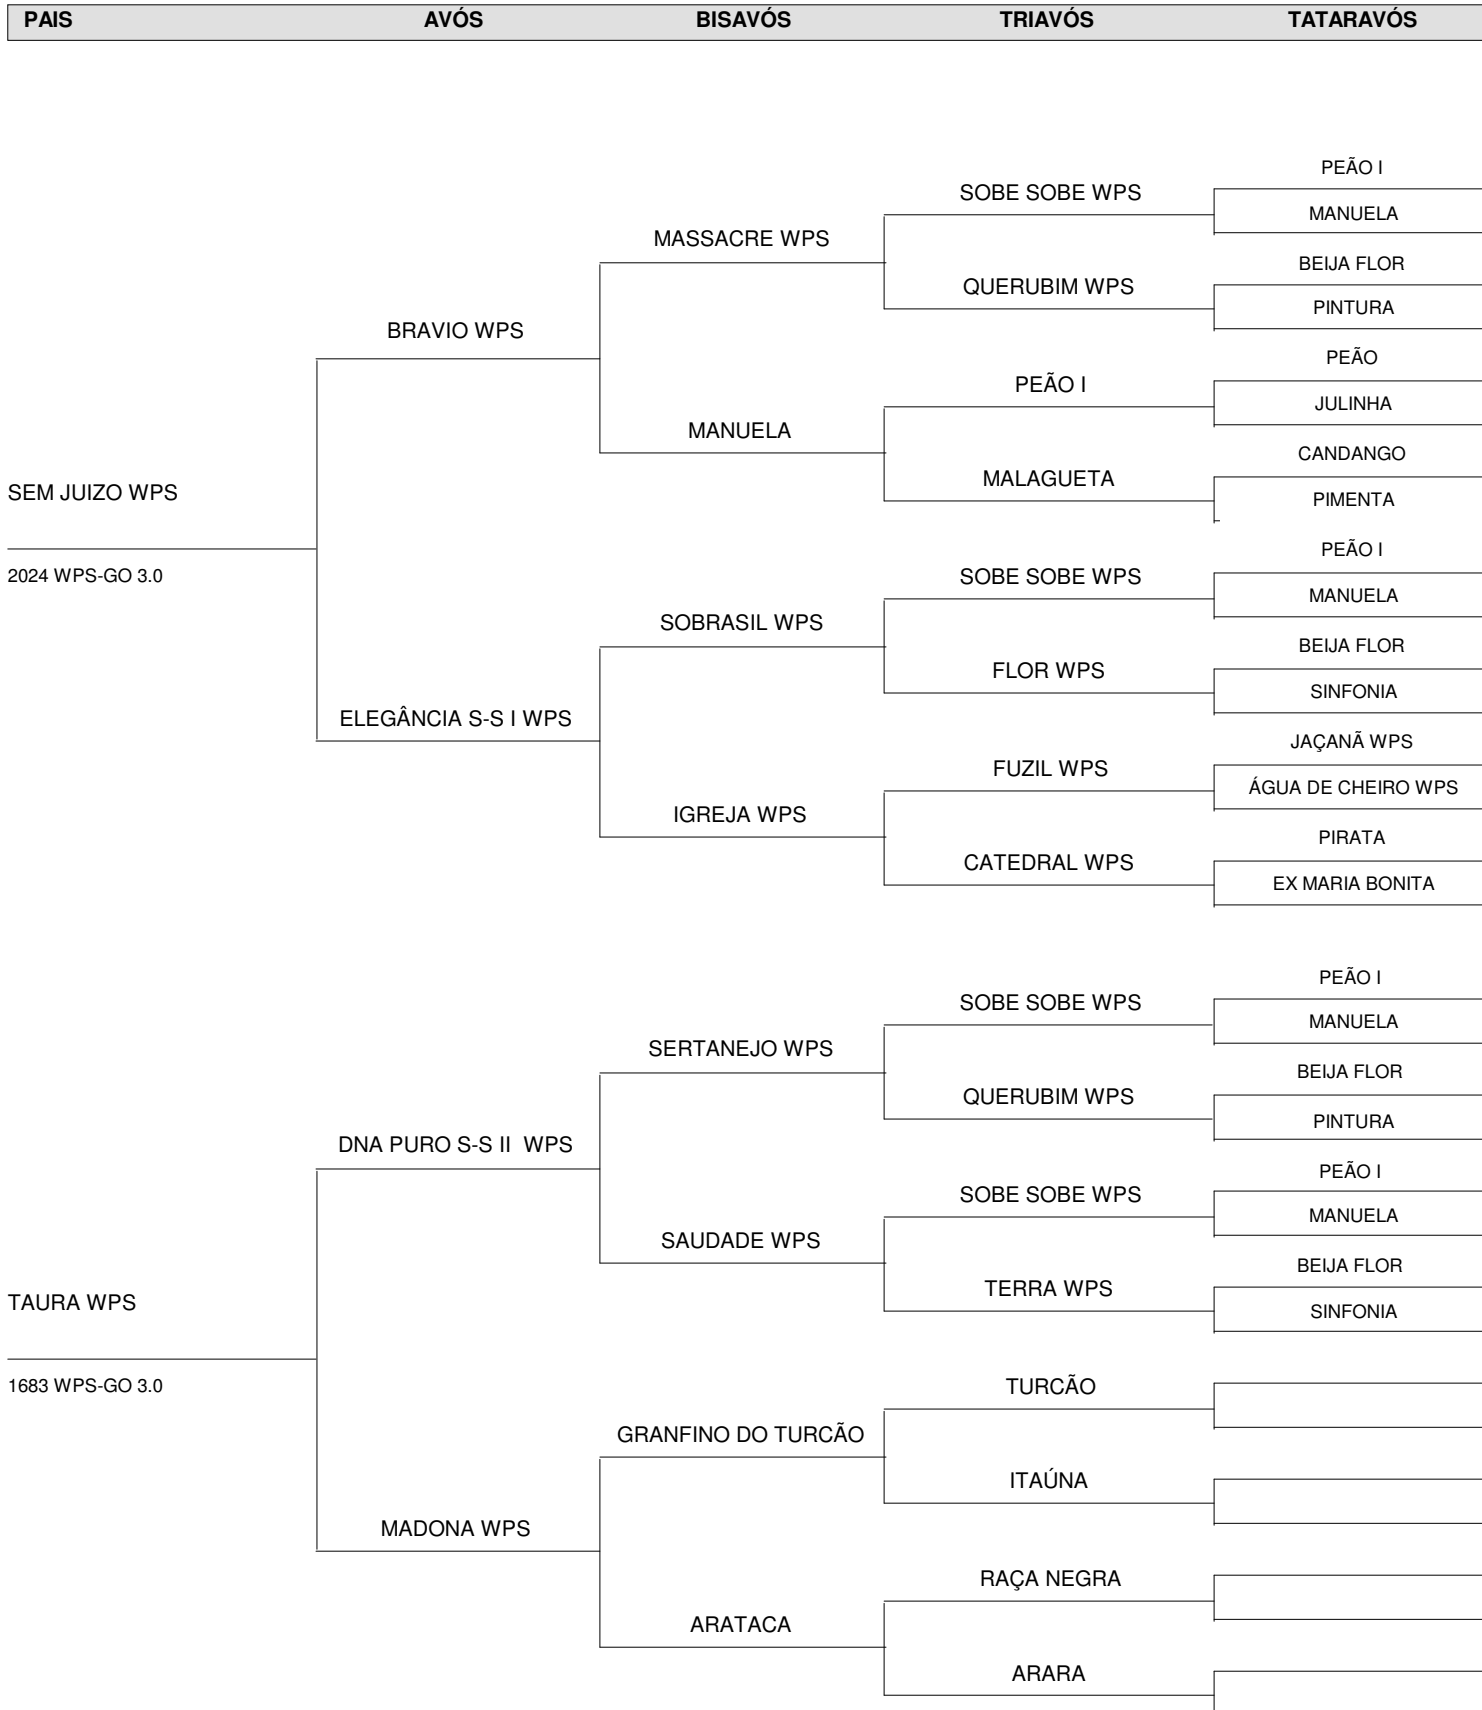 PAIS AVÓS BISAVÓS TRIAVÓS TATARAVÓS
PEÃO I
SOBE SOBE WPS
MANUELA
MASSACRE WPS
BEIJA FLOR
QUERUBIM WPS
PINTURA
BRAVIO WPS
PEÃO
PEÃO I
JULINHA
MANUELA
CANDANGO
MALAGUETA
SEM JUIZO WPS
PIMENTA
PEÃO I
2024 WPS-GO 3.0
SOBE SOBE WPS
MANUELA
SOBRASIL WPS
BEIJA FLOR
FLOR WPS
SINFONIA
ELEGÂNCIA S-S I WPS
JAÇANÃ WPS
FUZIL WPS
ÁGUA DE CHEIRO WPS
IGREJA WPS
PIRATA
CATEDRAL WPS
EX MARIA BONITA
PEÃO I
SOBE SOBE WPS
MANUELA
SERTANEJO WPS
BEIJA FLOR
QUERUBIM WPS
PINTURA
DNA PURO S-S II WPS
PEÃO I
SOBE SOBE WPS
MANUELA
SAUDADE WPS
BEIJA FLOR
TERRA WPS
TAURA WPS
SINFONIA
1683 WPS-GO 3.0
TURCÃO
GRANFINO DO TURCÃO
ITAÚNA
MADONA WPS
RAÇA NEGRA
ARATACA
ARARA